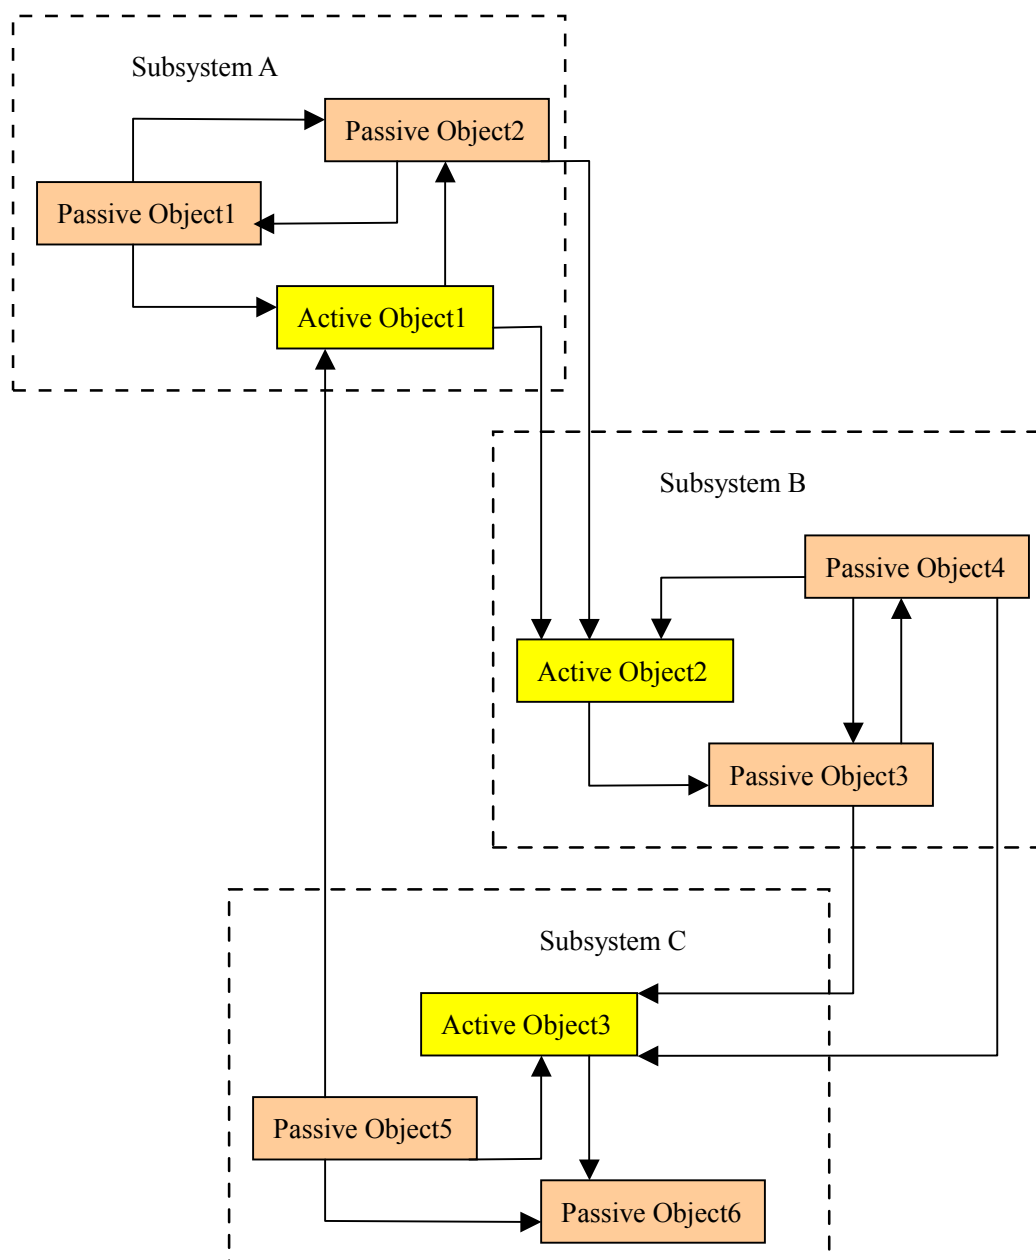 Subsystem A
Passive Object2
Passive Object1
Active Object1
Subsystem B
Passive Object4
Active Object2
Passive Object3
Subsystem C
Active Object3
Passive Object5
Passive Object6